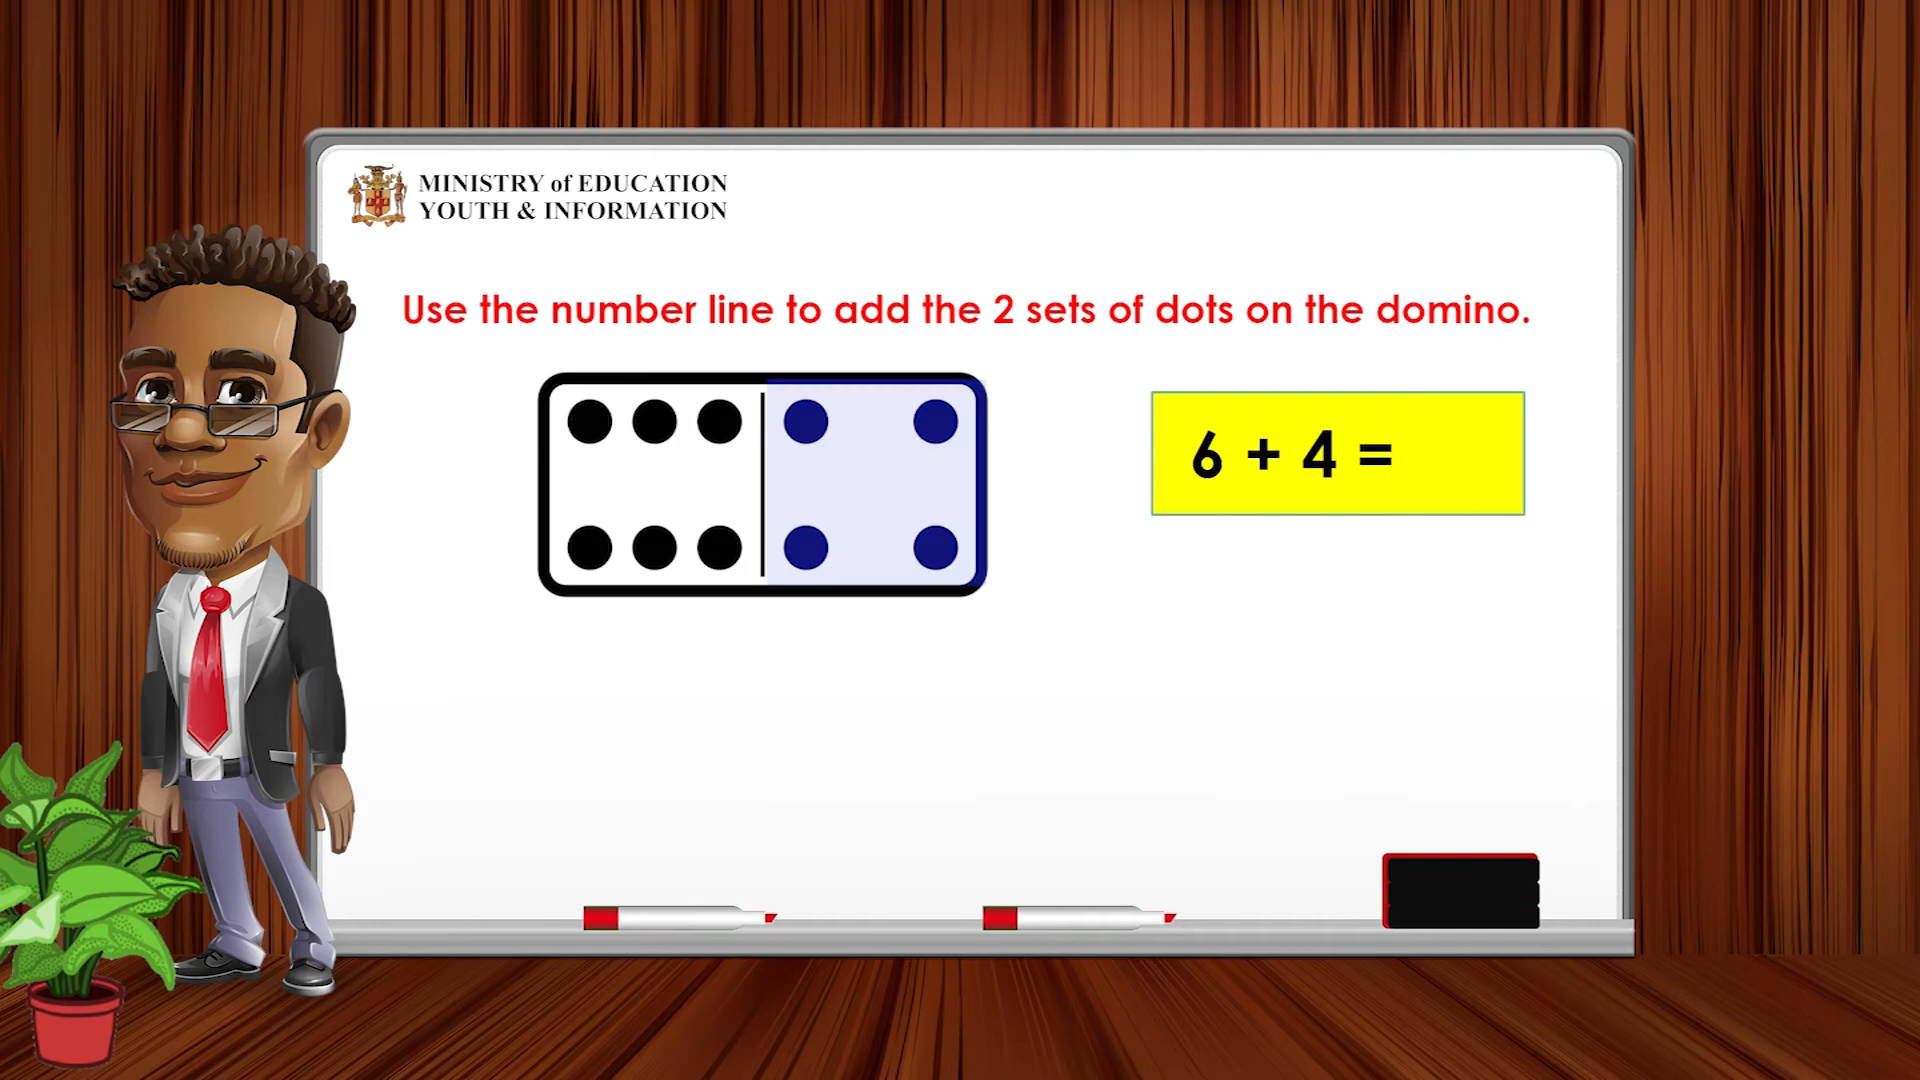 MINISTRY of EDUCATION
YOUTH & INFORMATION
Use the number line to add the 2 sets of dots on the domino.
6 + 4 =